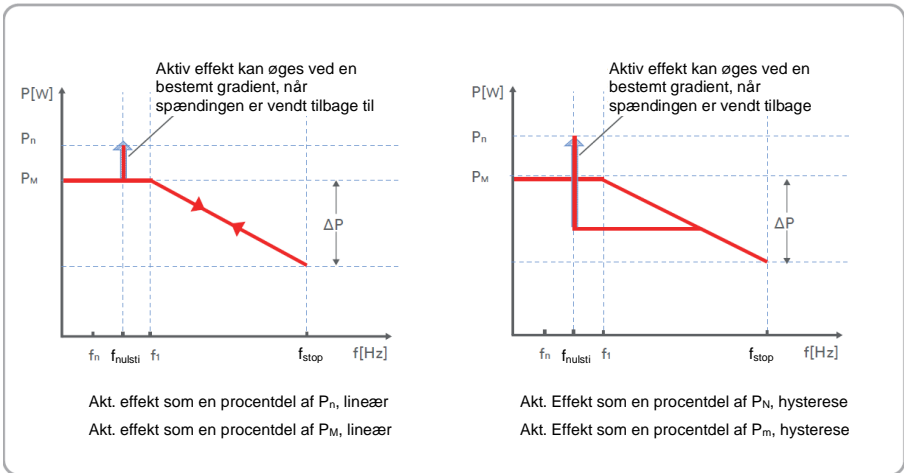 Aktiv effekt kan øges ved en
bestemt gradient, når
spændingen er vendt tilbage til
P[W]
Pn
PM
ΔP
fn
fnulsti
f1
fstop
f[Hz]
Akt. effekt som en procentdel af Pn, lineær
Akt. effekt som en procentdel af PM, lineær
Aktiv effekt kan øges ved en
bestemt gradient, når
spændingen er vendt tilbage
P[W]
Pn
PM
ΔP
fn
fnulsti
f1
fstop
f[Hz]
Akt. Effekt som en procentdel af PN, hysterese
Akt. Effekt som en procentdel af Pm, hysterese